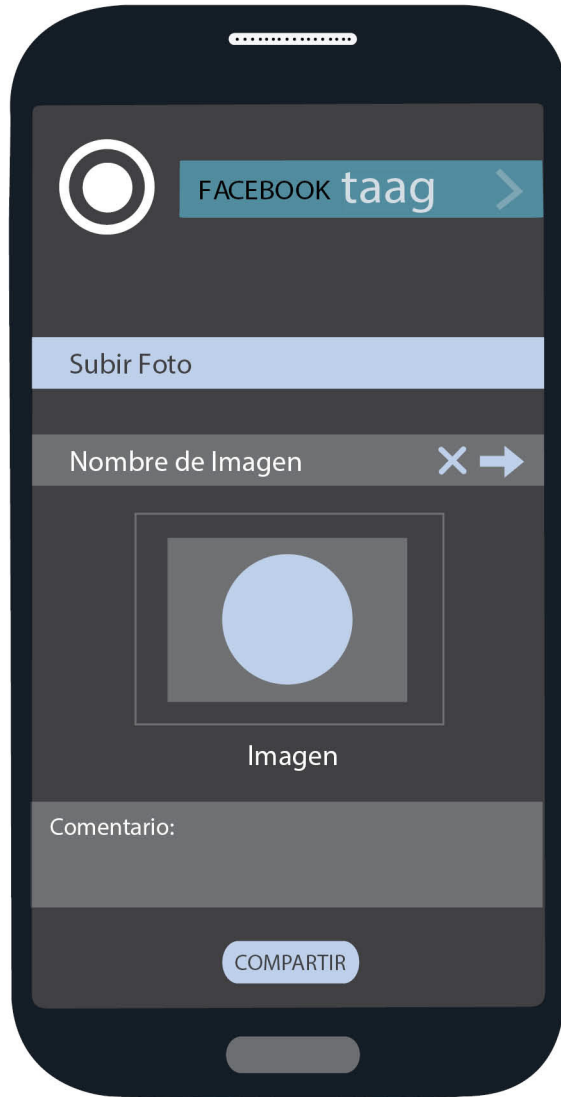 FACEBOOK taag
Subir Foto
Nombre de Imagen
Imagen
Comentario:
COMPARTIR